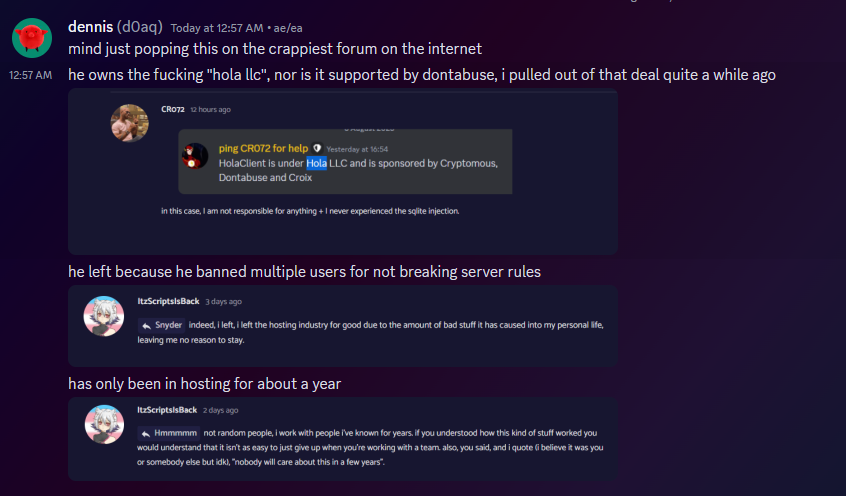 dennis (d0aq) Today at 12:57 AM • ae/ea
mind just popping this on the crappiest forum on the internet
12:57 AM he owns the fucking "hola llc", nor is it supported by dontabuse, i pulled out of that deal quite a while ago
CR072 12 hours ago
ping CR072 for help Yesterday at 16:54
HolaClient is under Hola LLC and is sponsored by Cryptomous,
Dontabuse and Croix
in this case, I am not responsible for anything + I never experienced the sqlite injection.
he left because he banned multiple users for not breaking server rules
ItzScriptsIsBack 3 days ago
Snyder indeed, i left, i left the hosting industry for good due to the amount of bad stuff it has caused into my personal life,
leaving me no reason to stay.
has only been in hosting for about a year
ItzScriptsIsBack 2 days ago
Hmmmmm not random people, i work with people i've known for years. if you understood how this kind of stuff worked you
would understand that it isn't as easy to just give up when you're working with a team. also, you said, and i quote (i believe it was you
or somebody else but idk), "nobody will care about this in a few years".